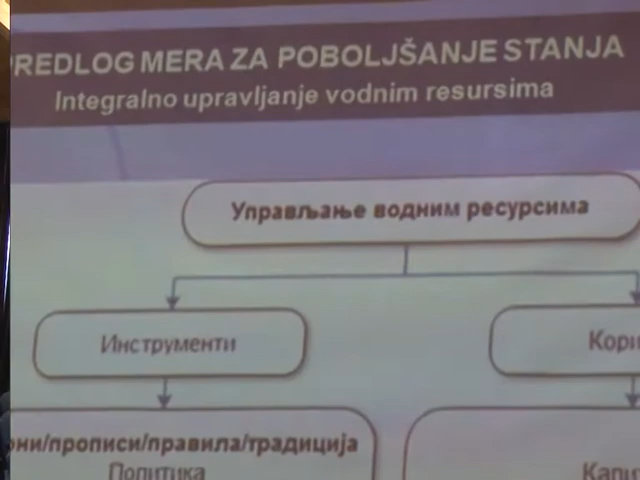 PREDLOG MERA ZA POBOLJŠANJE STANJA
Integralno upravljanje vodnim resursima
Управљање водним ресурсима
Инструменти
/прописи/правила/традиција
Политика